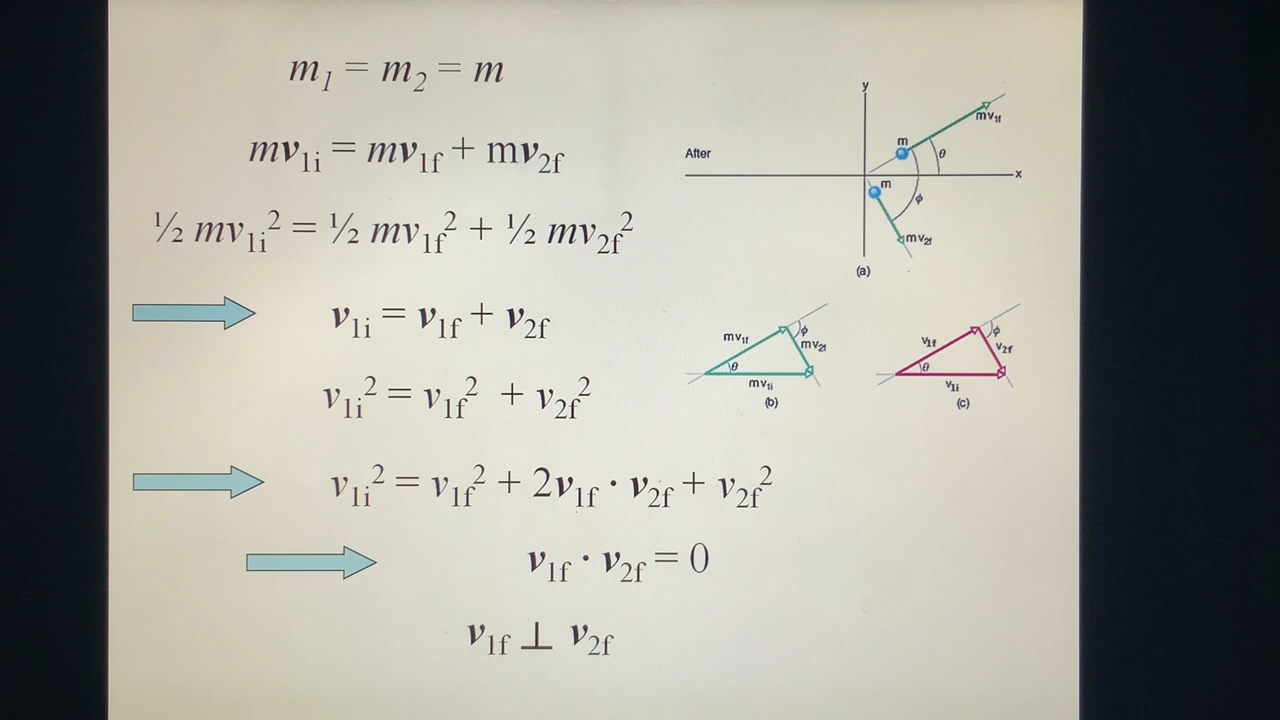 m₁ = m₂ = m
mv₁ᵢ = mv₁f + mv₂f
½ mv₁ᵢ² = ½ mv₁f² + ½ mv₂f²
v₁ᵢ = v₁f + v₂f
v₁ᵢ² = v₁f² + v₂f²
v₁ᵢ² = v₁f² + 2v₁f · v₂f + v₂f²
v₁f · v₂f = 0
v₁f ⊥ v₂f
y
mv₁f
m
θ
After
x
m
ϕ
mv₂f
(a)
mv₁f
ϕ
mv₂f
θ
mv₁ᵢ
(b)
v₁f
ϕ
v₂f
θ
v₁ᵢ
(c)